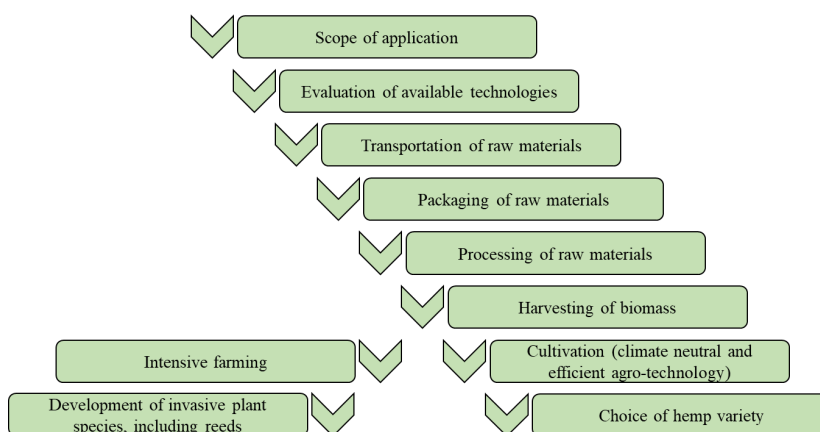 Scope of application
Evaluation of available technologies
Transportation of raw materials
Packaging of raw materials
Processing of raw materials
Harvesting of biomass
Intensive farming
Cultivation (climate neutral and
efficient agro-technology)
Development of invasive plant
species, including reeds
Choice of hemp variety